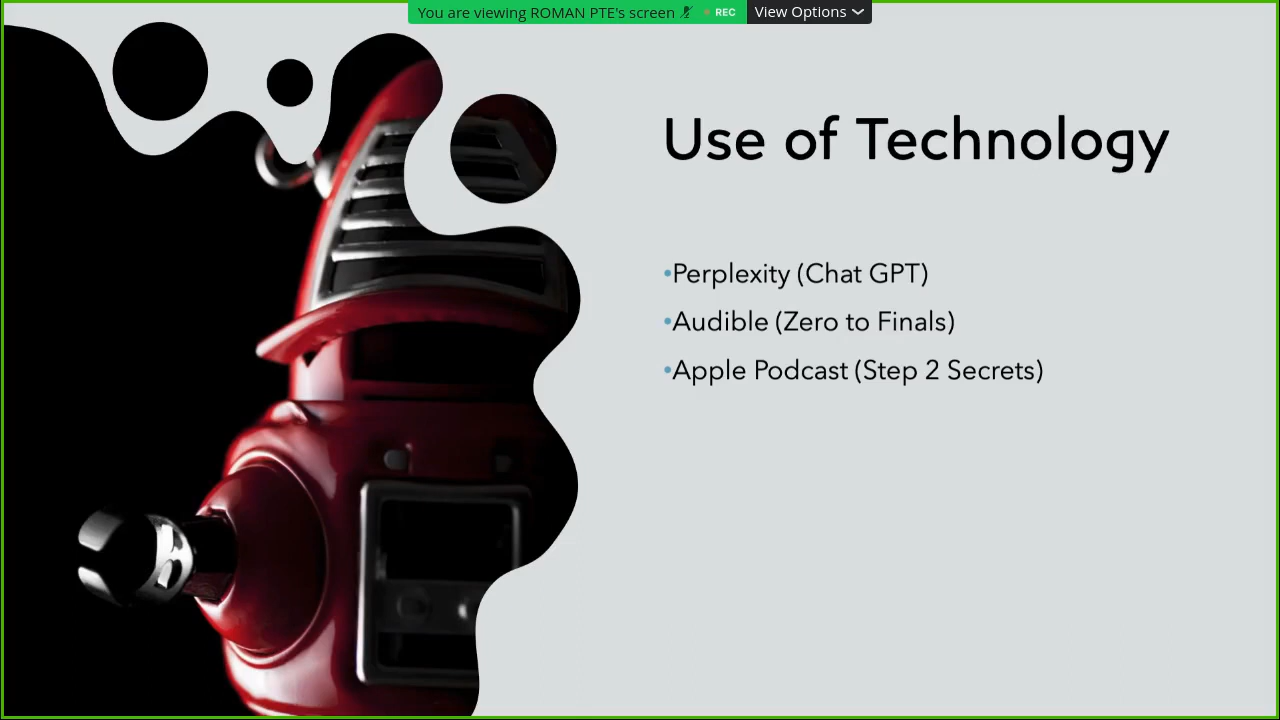 You are viewing ROMAN PTE's screen REC View Options
Use of Technology
•Perplexity (Chat GPT)
•Audible (Zero to Finals)
•Apple Podcast (Step 2 Secrets)